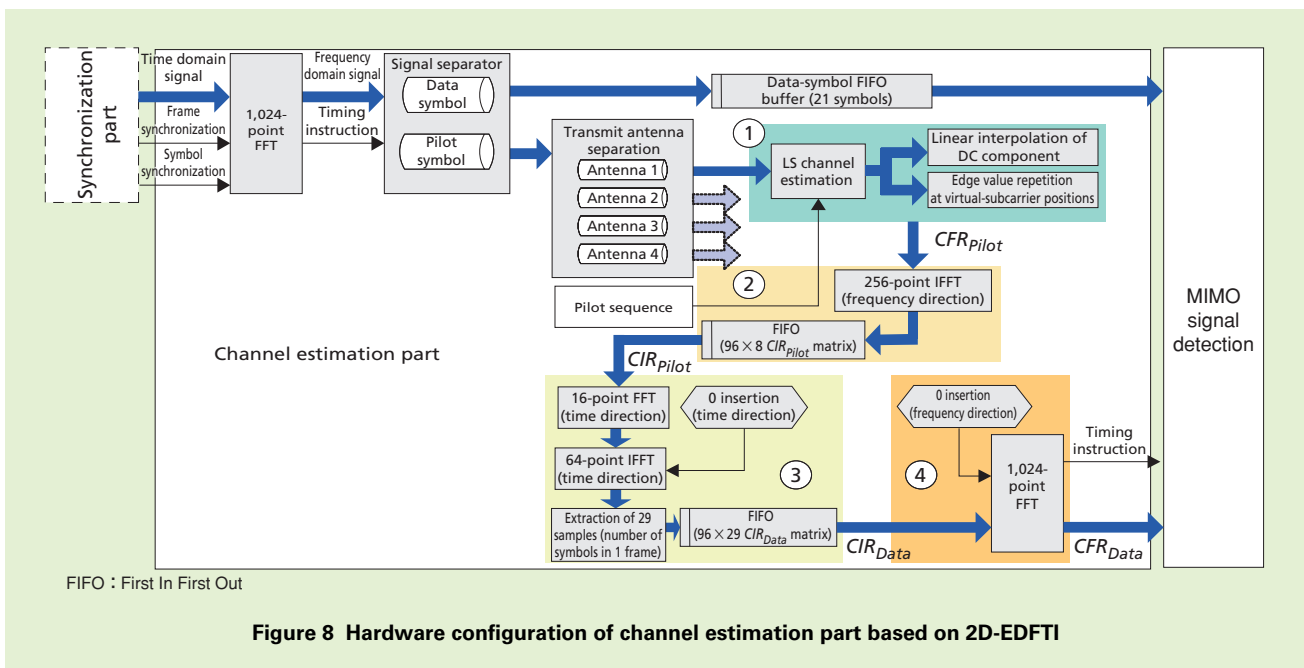 Synchronization
part
Time domain
signal
Frame
synchronization
Symbol
synchronization
1,024-
point
FFT
Frequency
domain signal
Timing
instruction
Signal separator
Data
symbol
Pilot
symbol
Data-symbol FIFO
buffer (21 symbols)
Transmit antenna
separation
Antenna 1
Antenna 2
Antenna 3
Antenna 4
1
LS channel
estimation
Linear interpolation of
DC component
Edge value repetition
at virtual-subcarrier positions
CFRPilot
2
Pilot sequence
256-point IFFT
(frequency direction)
FIFO
(96 × 8 CIRPilot matrix)
Channel estimation part
CIRPilot
16-point FFT
(time direction)
0 insertion
(time direction)
64-point IFFT
(time direction)
3
Extraction of 29
samples (number of
symbols in 1 frame)
FIFO
(96 × 29 CIRData matrix)
CIRData
0 insertion
(frequency direction)
4
1,024-
point
FFT
Timing
instruction
CFRData
MIMO
signal
detection
FIFO : First In First Out
Figure 8 Hardware configuration of channel estimation part based on 2D-EDFTI